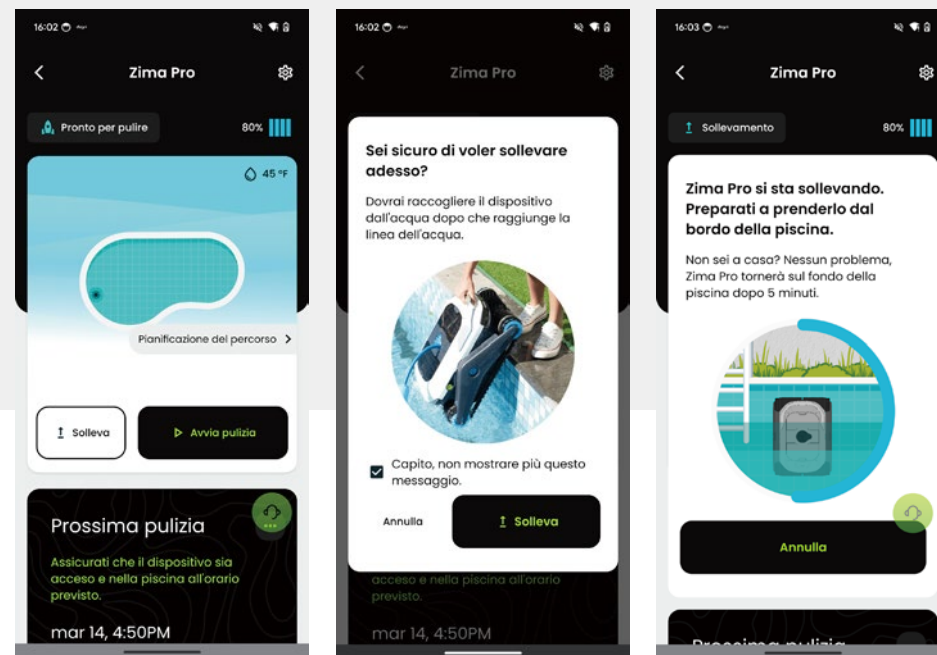 16:02
Zima Pro
Pronto per pulire
80%
45 °F
Pianificazione del percorso
Solleva
Avvia pulizia
Prossima pulizia
Assicurati che il dispositivo sia
acceso e nella piscina all'orario
previsto.
mar 14, 4:50PM
16:02
Zima Pro
Sei sicuro di voler sollevare
adesso?
Dovrai raccogliere il dispositivo
dall'acqua dopo che raggiunge la
linea dell'acqua.
Capito, non mostrare più questo
messaggio.
Annulla
Solleva
acceso e nella piscina all'orario
previsto.
mar 14, 4:50PM
16:03
Zima Pro
Sollevamento
80%
Zima Pro si sta sollevando.
Preparati a prenderlo dal
bordo della piscina.
Non sei a casa? Nessun problema,
Zima Pro tornerà sul fondo della
piscina dopo 5 minuti.
Annulla
Prossima pulizia